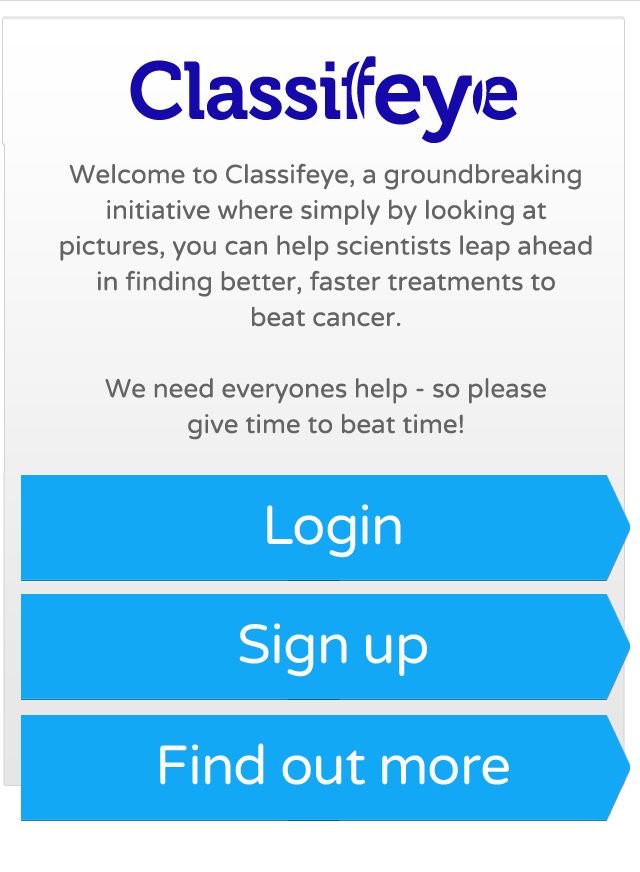 Classifeye
Welcome to Classifeye, a groundbreaking
initiative where simply by looking at
pictures, you can help scientists leap ahead
in finding better, faster treatments to
beat cancer.
We need everyones help - so please
give time to beat time!
Login
Sign up
Find out more